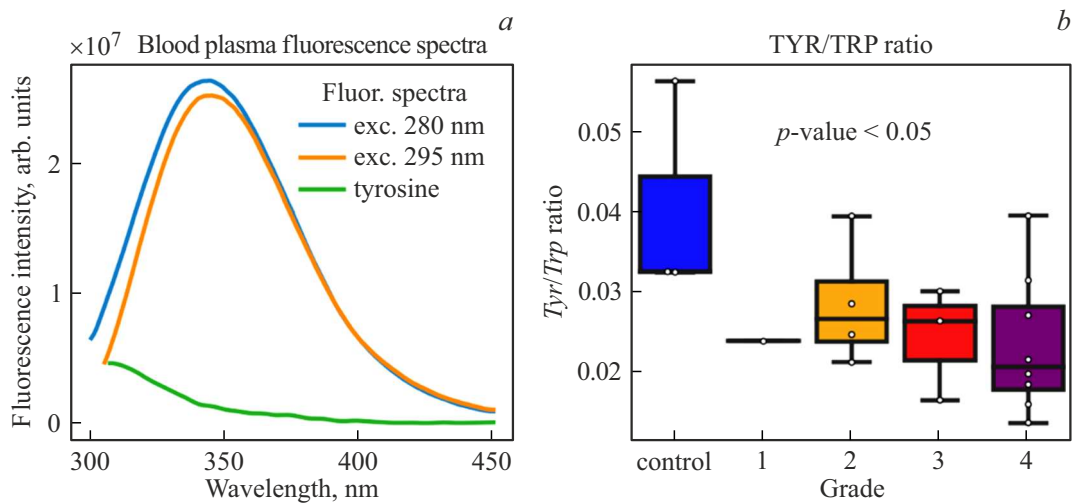 a
×10⁷ Blood plasma fluorescence spectra
Fluorescence intensity, arb. units
2
1
0
Fluor. spectra
exc. 280 nm
exc. 295 nm
tyrosine
300 350 400 450
Wavelength, nm
b
TYR/TRP ratio
p-value < 0.05
Tyr/Trp ratio
0.05
0.04
0.03
0.02
control 1 2 3 4
Grade